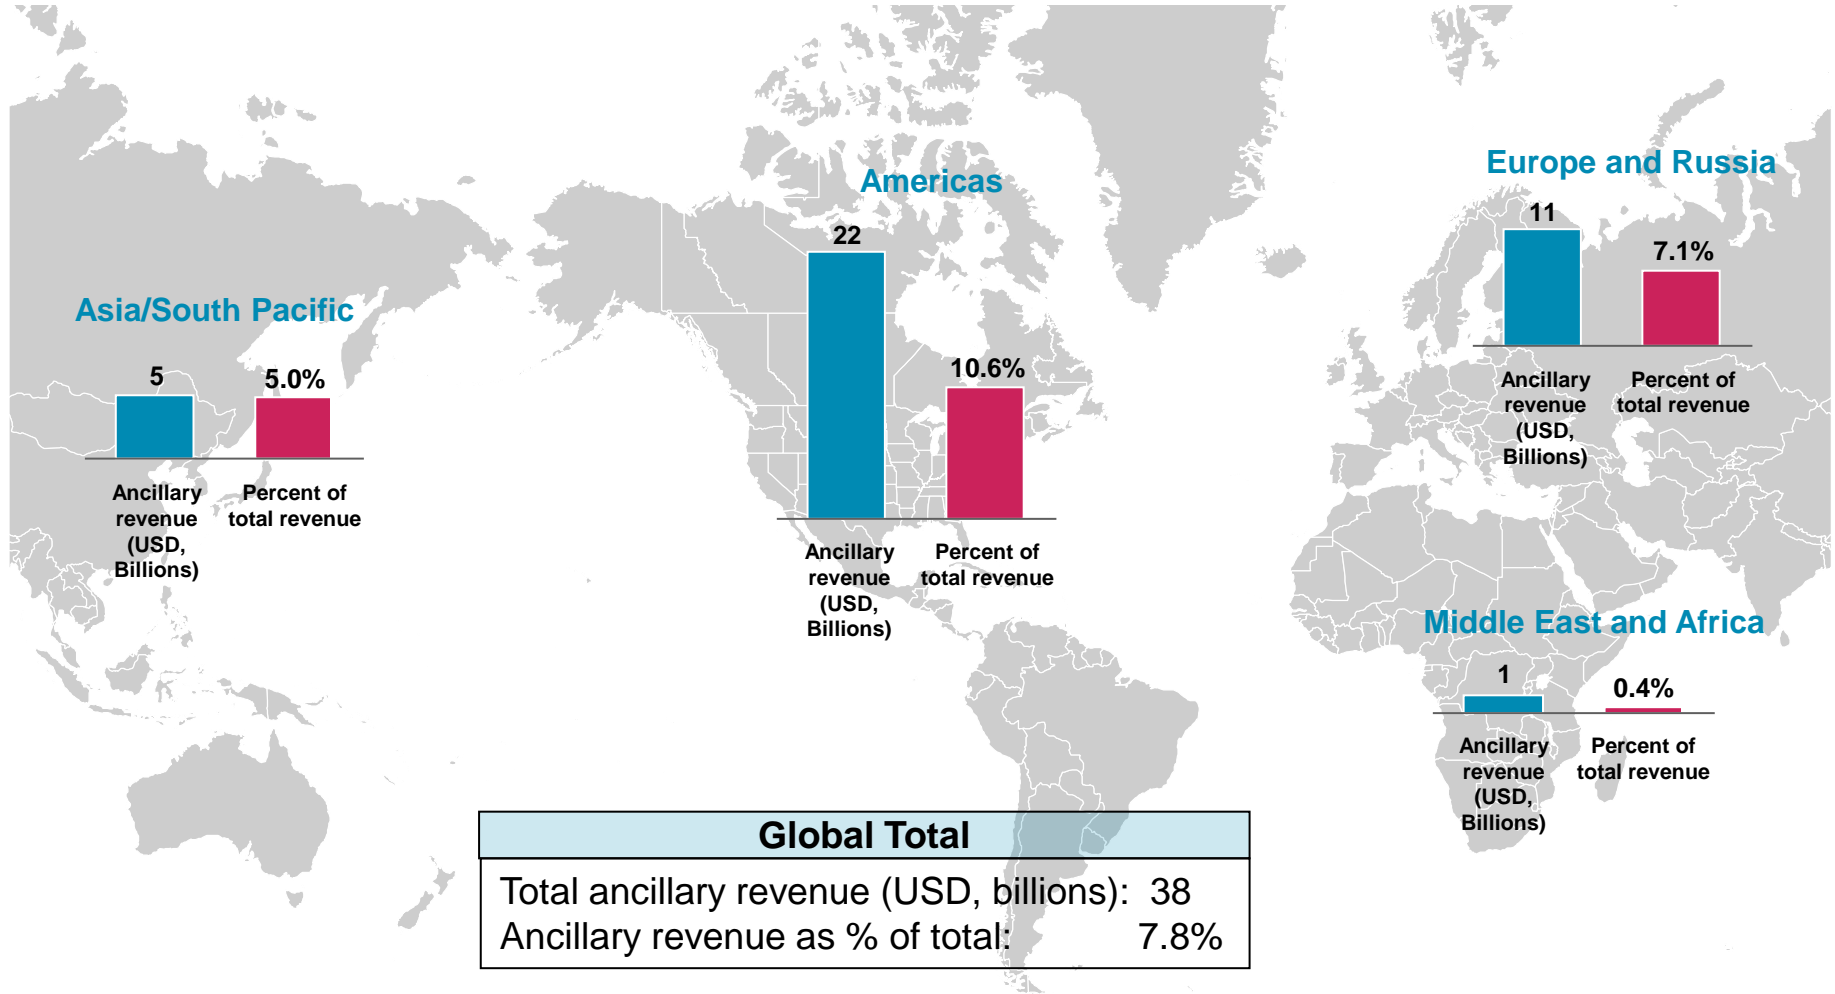 Asia/South Pacific
5
5.0%
Ancillary
revenue
(USD,
Billions)
Percent of
total revenue
Americas
22
10.6%
Ancillary
revenue
(USD,
Billions)
Percent of
total revenue
Europe and Russia
11
7.1%
Ancillary
revenue
(USD,
Billions)
Percent of
total revenue
Middle East and Africa
1
0.4%
Ancillary
revenue
(USD,
Billions)
Percent of
total revenue
Global Total
Total ancillary revenue (USD, billions): 38
Ancillary revenue as % of total: 7.8%